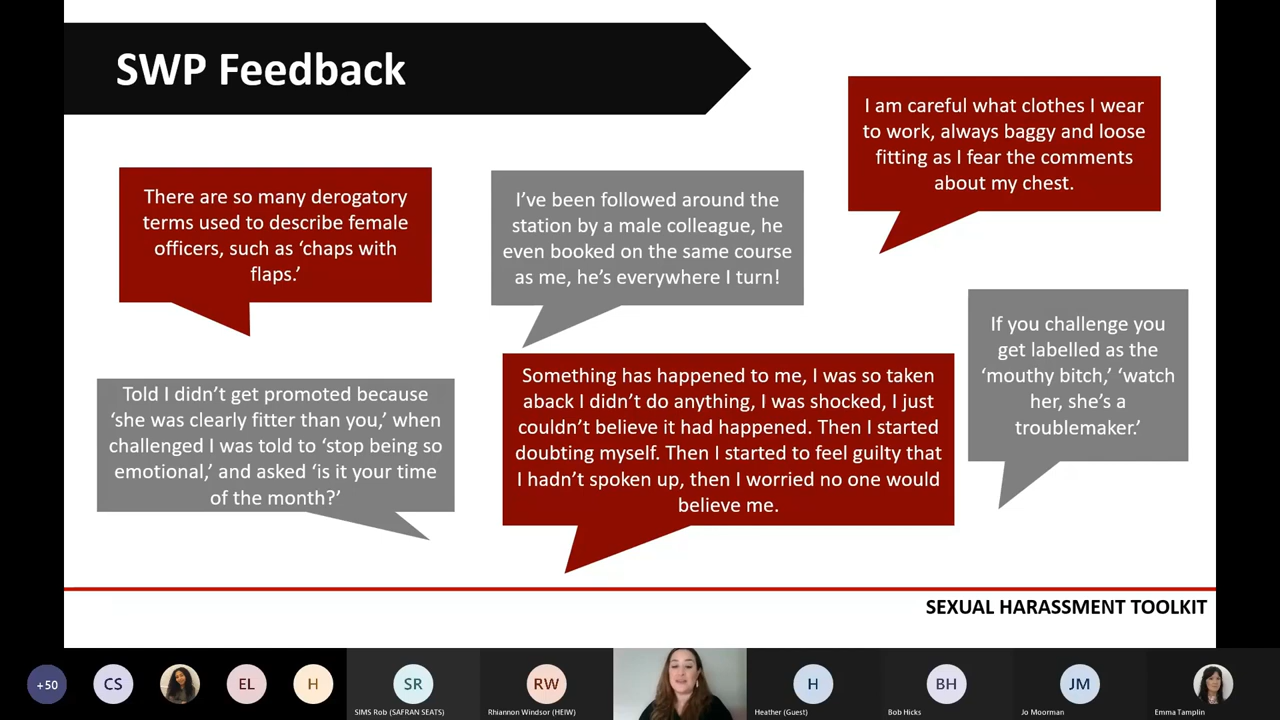 SWP Feedback
I am careful what clothes I wear
to work, always baggy and loose
fitting as I fear the comments
about my chest.
There are so many derogatory
terms used to describe female
officers, such as ‘chaps with
flaps.’
I’ve been followed around the
station by a male colleague, he
even booked on the same course
as me, he’s everywhere I turn!
If you challenge you
get labelled as the
‘mouthy bitch,’ ‘watch
her, she’s a
troublemaker.’
Told I didn’t get promoted because
‘she was clearly fitter than you,’ when
challenged I was told to ‘stop being so
emotional,’ and asked ‘is it your time
of the month?’
Something has happened to me, I was so taken
aback I didn’t do anything, I was shocked, I just
couldn’t believe it had happened. Then I started
doubting myself. Then I started to feel guilty that
I hadn’t spoken up, then I worried no one would
believe me.
SEXUAL HARASSMENT TOOLKIT
+50
CS
EL
H
SR
SIMS Rob (SAFRAN SEATS)
RW
Rhiannon Windsor (HEIW)
H
Heather (Guest)
BH
Bob Hicks
JM
Jo Moorman
Emma Tamplin